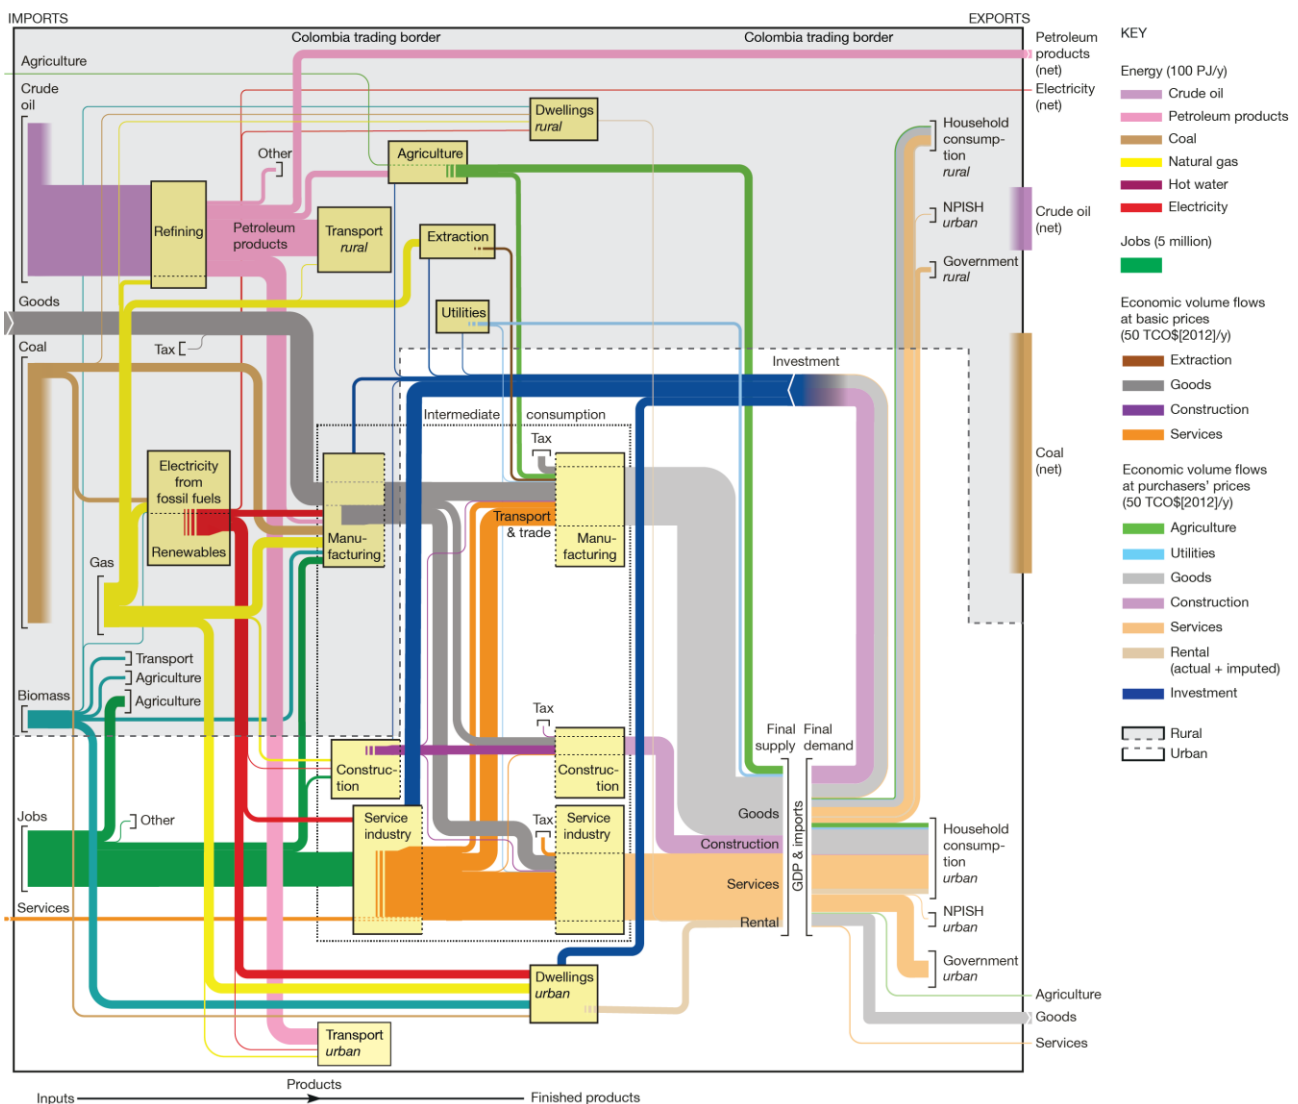 IMPORTS
EXPORTS
Colombia trading border
Colombia trading border
Agriculture
Crude
oil
Other
Refining
Petroleum
products
Transport
rural
Agriculture
Extraction
Utilities
Dwellings
rural
Goods
Tax
Coal
Electricity
from
fossil fuels
Renewables
Gas
Manu-
facturing
Intermediate consumption
Investment
Tax
Transport
& trade
Manu-
facturing
Transport
Agriculture
Agriculture
Biomass
Construc-
tion
Tax
Construc-
tion
Jobs
Other
Service
industry
Tax
Service
industry
Services
Dwellings
urban
Transport
urban
Final
supply
Final
demand
GDP & imports
Goods
Construction
Services
Rental
Household
consump-
tion
rural
NPISH
urban
Government
rural
Household
consump-
tion
urban
NPISH
urban
Government
urban
Petroleum
products
(net)
Electricity
(net)
Crude oil
(net)
Coal
(net)
Agriculture
Goods
Services
Inputs
Products
Finished products
KEY
Energy (100 PJ/y)
Crude oil
Petroleum products
Coal
Natural gas
Hot water
Electricity
Jobs (5 million)
Economic volume flows
at basic prices
(50 TCO$[2012]/y)
Extraction
Goods
Construction
Services
Economic volume flows
at purchasers' prices
(50 TCO$[2012]/y)
Agriculture
Utilities
Goods
Construction
Services
Rental
(actual + imputed)
Investment
Rural
Urban